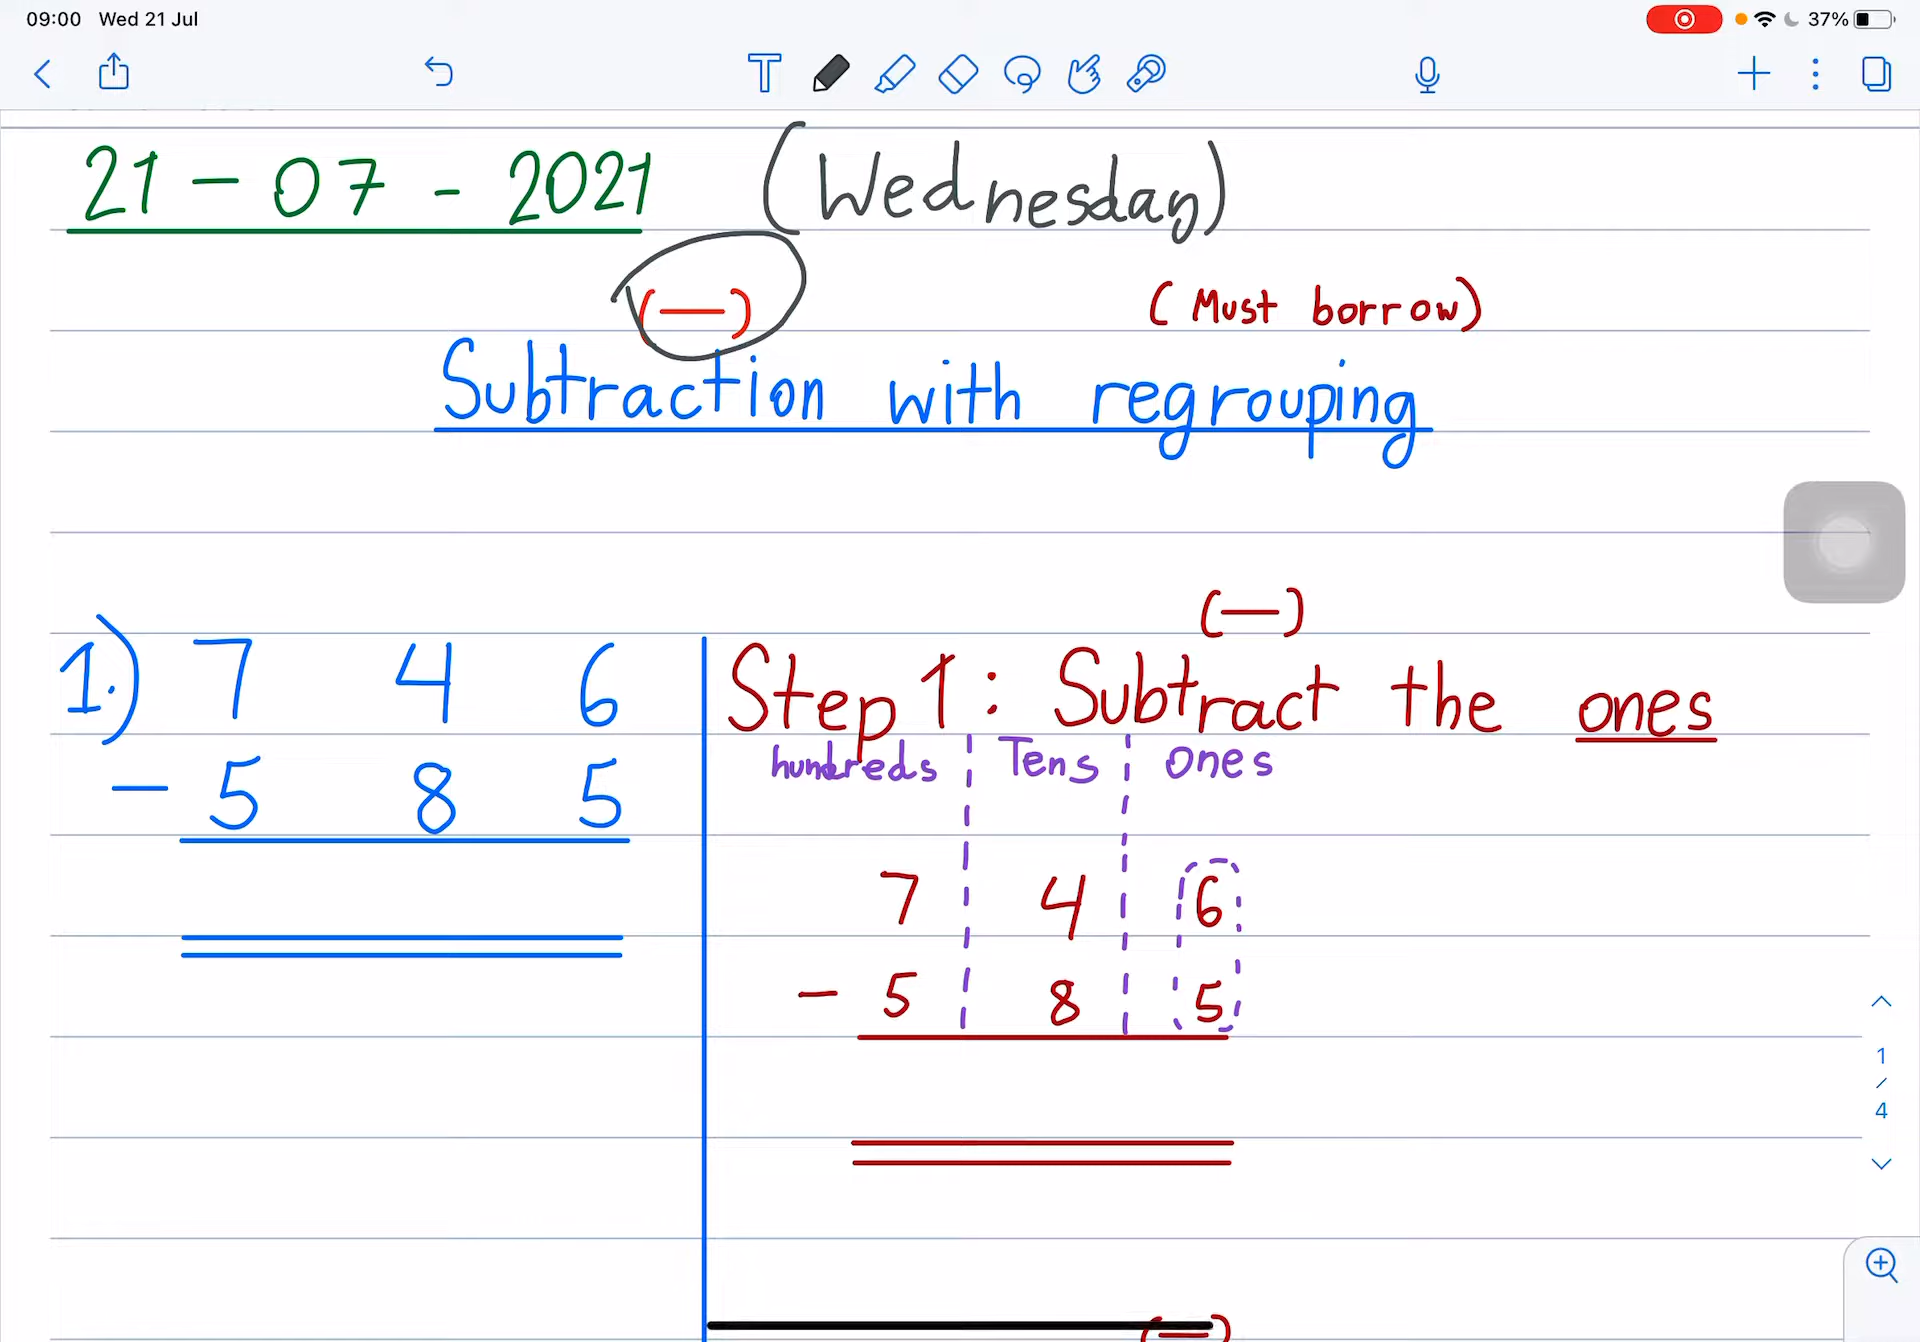 09:00 Wed 21 Jul 37%
21 - 07 - 2021 (Wednesday)
(—) (Must borrow)
Subtraction with regrouping
(—)
1.) 7 4 6
- 5 8 5
Step 1: Subtract the ones
hundreds Tens ones
7 4 6
- 5 8 5
1 / 4
(—)